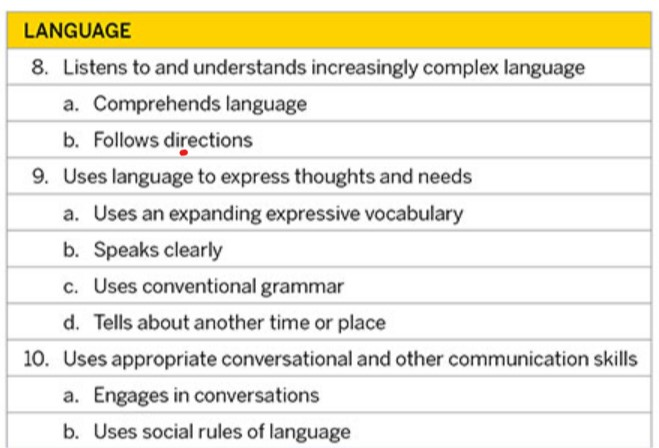 LANGUAGE
8. Listens to and understands increasingly complex language
a. Comprehends language
b. Follows directions
9. Uses language to express thoughts and needs
a. Uses an expanding expressive vocabulary
b. Speaks clearly
c. Uses conventional grammar
d. Tells about another time or place
10. Uses appropriate conversational and other communication skills
a. Engages in conversations
b. Uses social rules of language